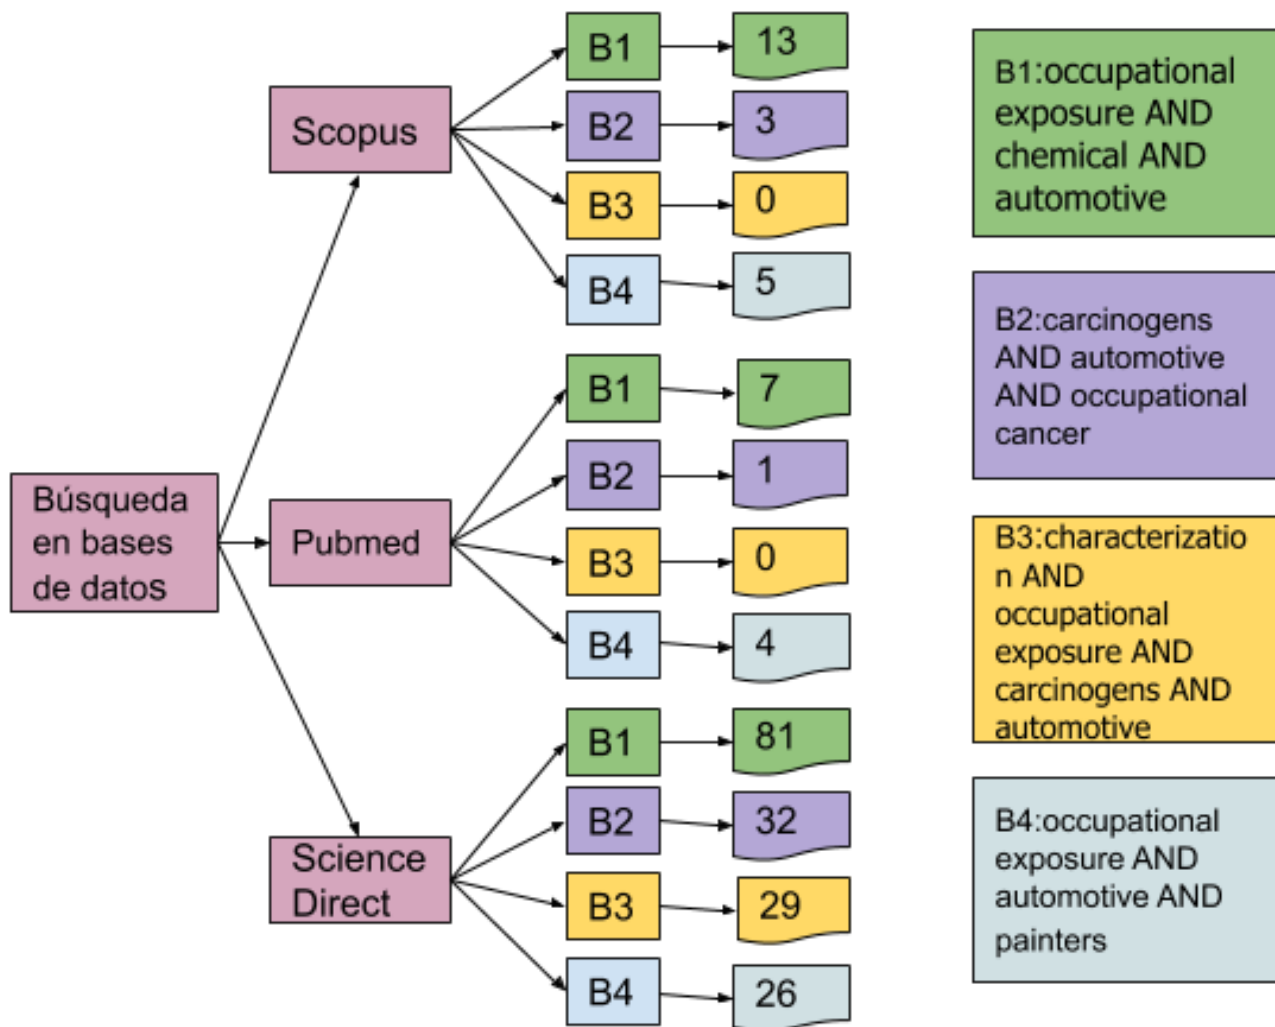 Búsqueda
en bases
de datos
Scopus
B1
13
B2
3
B3
0
B4
5
Pubmed
B1
7
B2
1
B3
0
B4
4
Science
Direct
B1
81
B2
32
B3
29
B4
26
B1:occupational
exposure AND
chemical AND
automotive
B2:carcinogens
AND automotive
AND occupational
cancer
B3:characterizatio
n AND
occupational
exposure AND
carcinogens AND
automotive
B4:occupational
exposure AND
automotive AND
painters